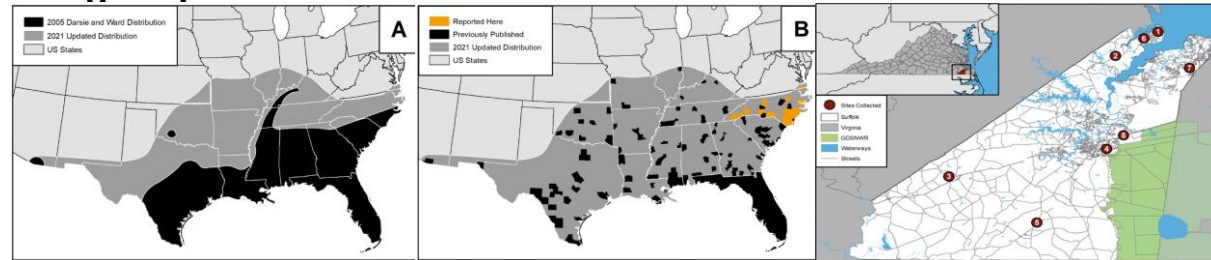 2005 Darsie and Ward Distribution
2021 Updated Distribution
US States
A
Reported Here
Previously Published
2021 Updated Distribution
US States
B
Sites Collected
Suffolk
Virginia
GDSNWR
Waterways
Streets
1
6
2
7
8
4
3
5